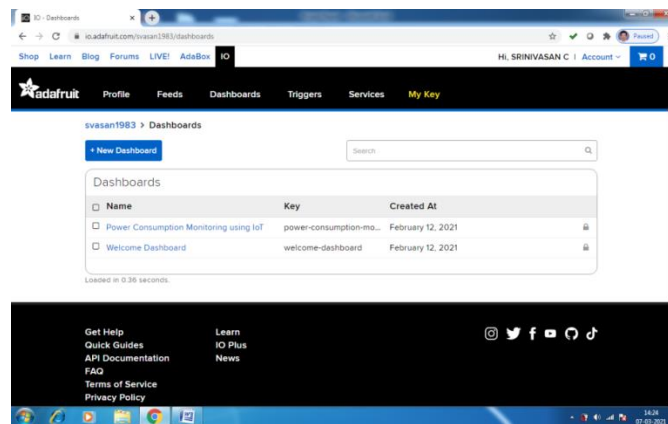 IO - Dashboards
io.adafruit.com/svasan1983/dashboards
Paused
Shop Learn Blog Forums LIVE! AdaBox IO
Hi, SRINIVASAN C | Account
0
adafruit Profile Feeds Dashboards Triggers Services My Key
svasan1983 > Dashboards
+ New Dashboard
Search
Dashboards
Name Key Created At
Power Consumption Monitoring using IoT power-consumption-mo... February 12, 2021
Welcome Dashboard welcome-dashboard February 12, 2021
Loaded in 0.36 seconds.
Get Help Learn
Quick Guides IO Plus
API Documentation News
FAQ
Terms of Service
Privacy Policy
14:24
07-03-2021